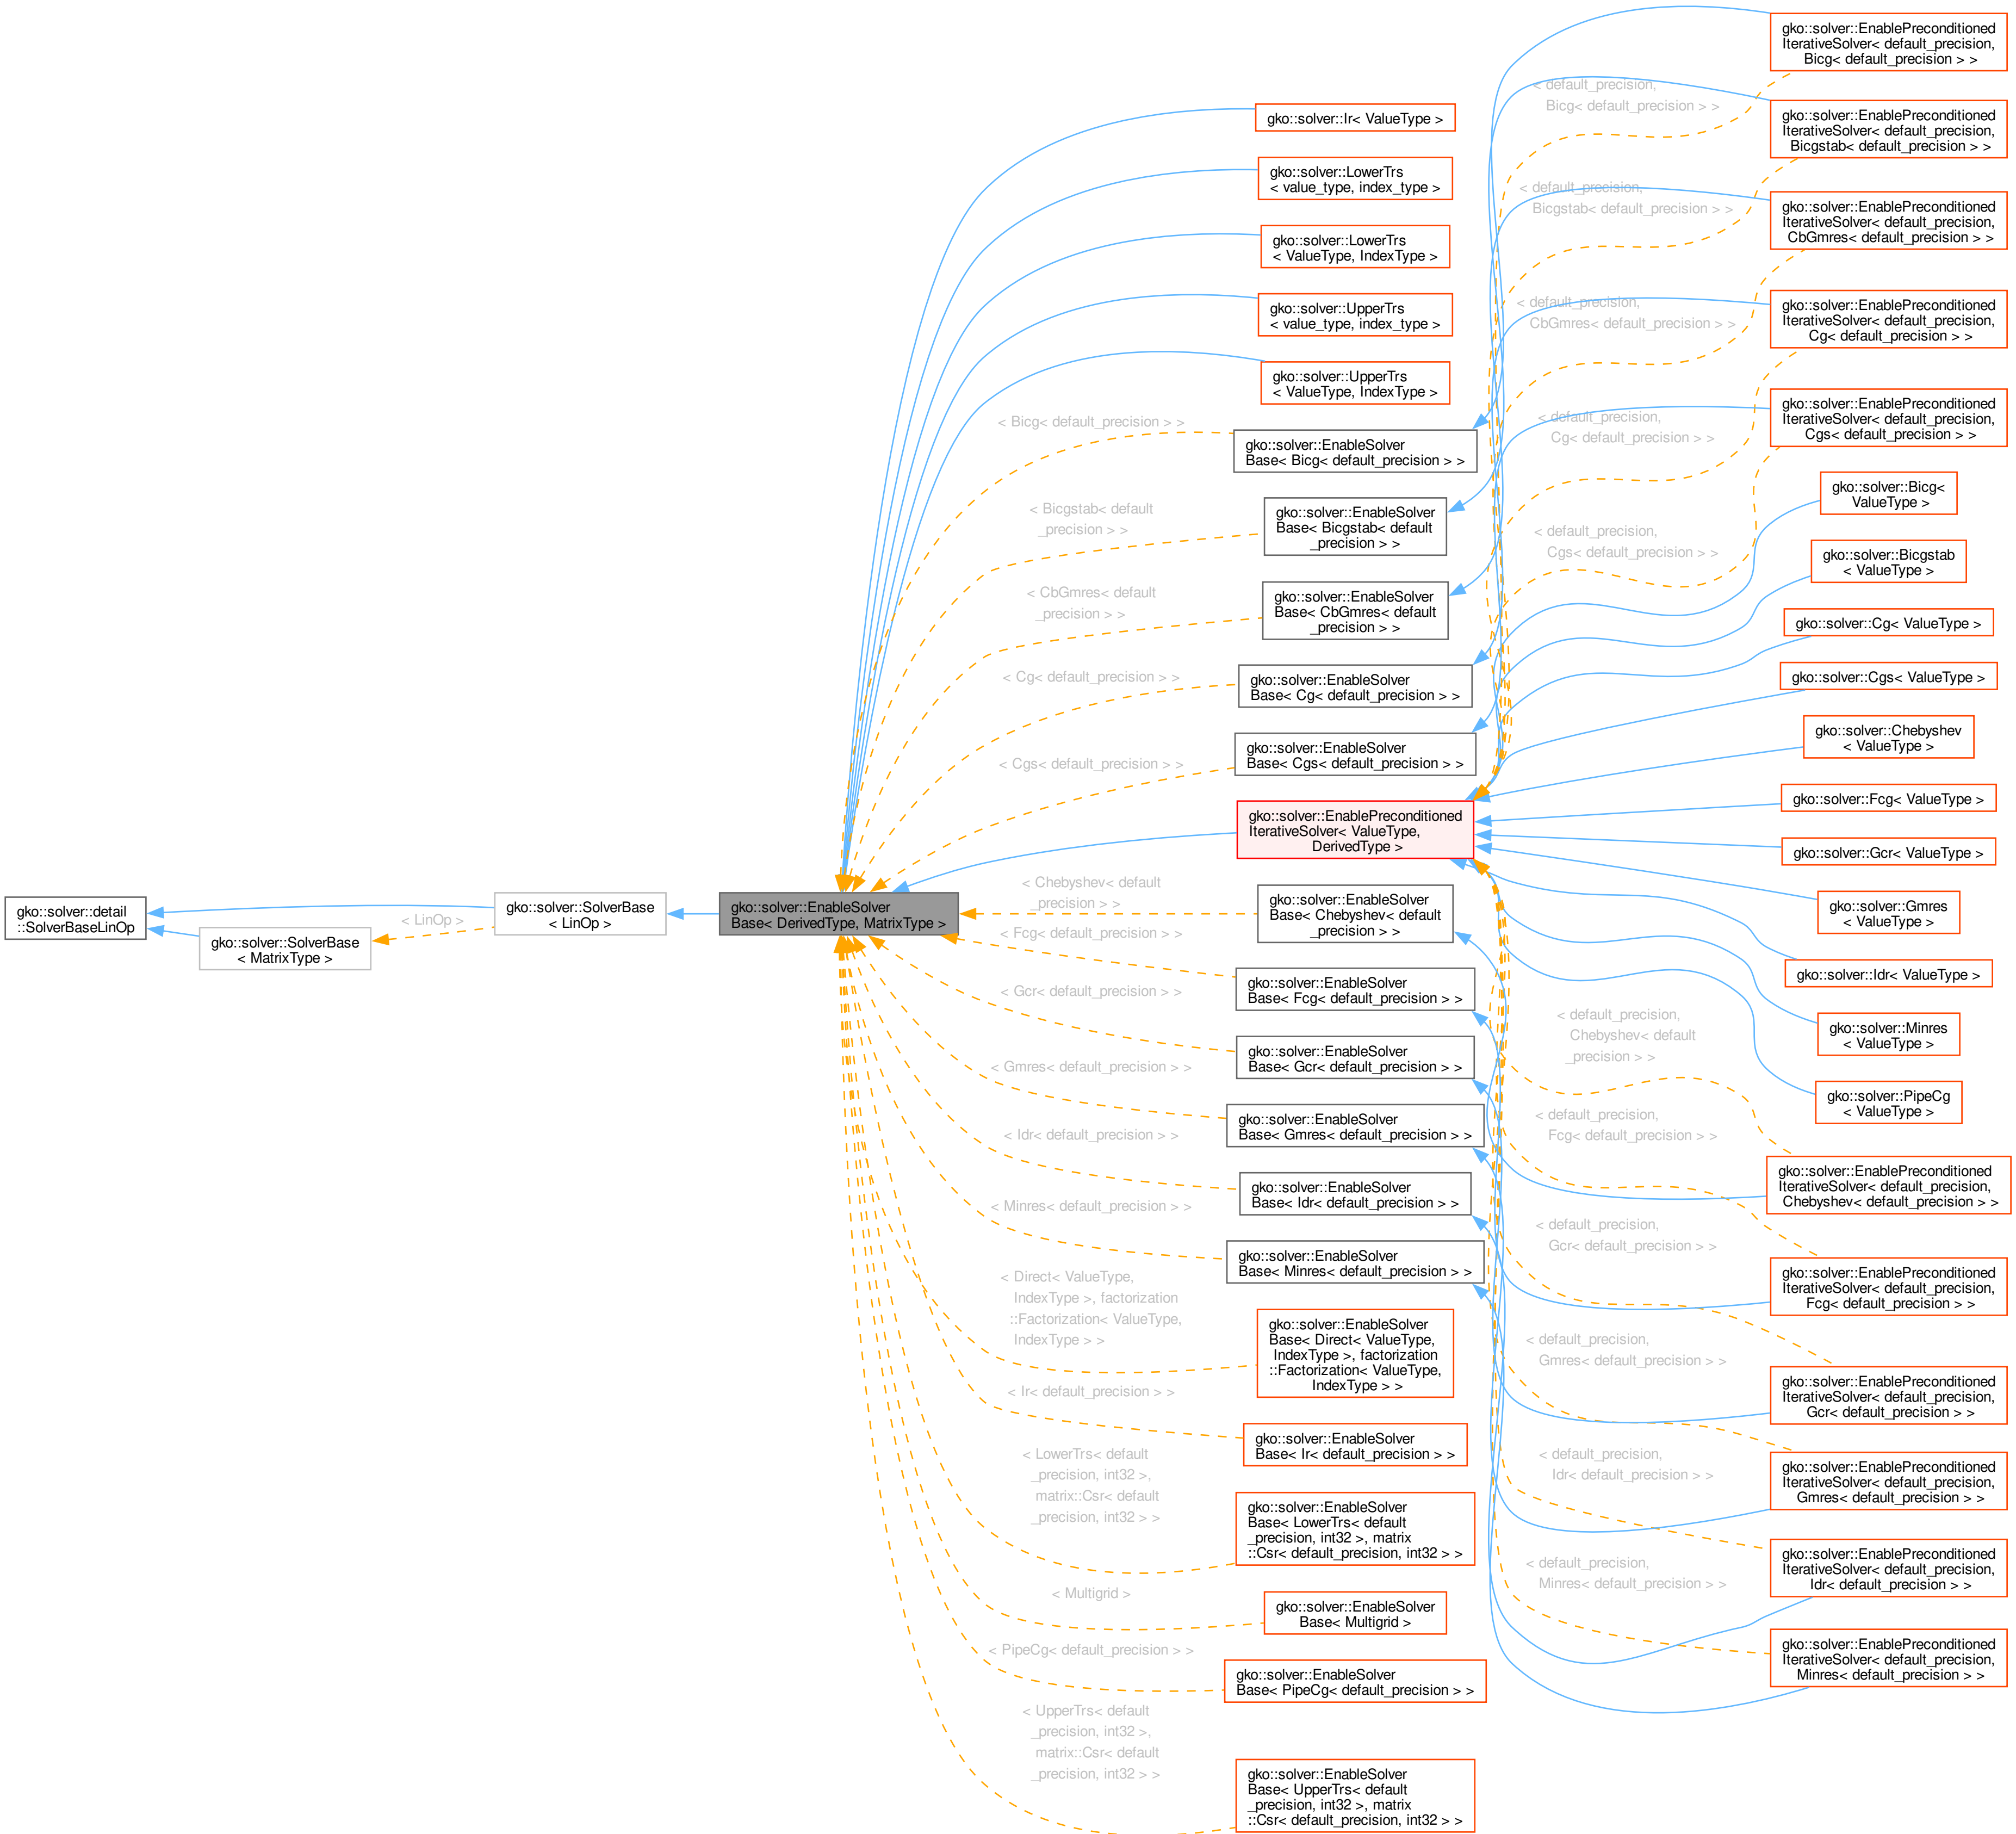 gko::solver::detail
::SolverBaseLinOp
gko::solver::SolverBase
< MatrixType >
< LinOp >
gko::solver::SolverBase
< LinOp >
gko::solver::EnableSolver
Base< DerivedType, MatrixType >
< Bicg< default_precision > >
< Bicgstab< default
_precision > >
< CbGmres< default
_precision > >
< Cg< default_precision > >
< Cgs< default_precision > >
< Chebyshev< default
_precision > >
< Fcg< default_precision > >
< Gcr< default_precision > >
< Gmres< default_precision > >
< Idr< default_precision > >
< Minres< default_precision > >
< Direct< ValueType,
IndexType >, factorization
::Factorization< ValueType,
IndexType > >
< Ir< default_precision > >
< LowerTrs< default
_precision, int32 >,
matrix::Csr< default
_precision, int32 > >
< Multigrid >
< PipeCg< default_precision > >
< UpperTrs< default
_precision, int32 >,
matrix::Csr< default
_precision, int32 > >
gko::solver::Ir< ValueType >
gko::solver::LowerTrs
< value_type, index_type >
gko::solver::LowerTrs
< ValueType, IndexType >
gko::solver::UpperTrs
< value_type, index_type >
gko::solver::UpperTrs
< ValueType, IndexType >
gko::solver::EnableSolver
Base< Bicg< default_precision > >
gko::solver::EnableSolver
Base< Bicgstab< default
_precision > >
gko::solver::EnableSolver
Base< CbGmres< default
_precision > >
gko::solver::EnableSolver
Base< Cg< default_precision > >
gko::solver::EnableSolver
Base< Cgs< default_precision > >
gko::solver::EnablePreconditioned
IterativeSolver< ValueType,
DerivedType >
gko::solver::EnableSolver
Base< Chebyshev< default
_precision > >
gko::solver::EnableSolver
Base< Fcg< default_precision > >
gko::solver::EnableSolver
Base< Gcr< default_precision > >
gko::solver::EnableSolver
Base< Gmres< default_precision > >
gko::solver::EnableSolver
Base< Idr< default_precision > >
gko::solver::EnableSolver
Base< Minres< default_precision > >
gko::solver::EnableSolver
Base< Direct< ValueType,
IndexType >, factorization
::Factorization< ValueType,
IndexType > >
gko::solver::EnableSolver
Base< Ir< default_precision > >
gko::solver::EnableSolver
Base< LowerTrs< default
_precision, int32 >, matrix
::Csr< default_precision, int32 > >
gko::solver::EnableSolver
Base< Multigrid >
gko::solver::EnableSolver
Base< PipeCg< default_precision > >
gko::solver::EnableSolver
Base< UpperTrs< default
_precision, int32 >, matrix
::Csr< default_precision, int32 > >
< default_precision,
Bicg< default_precision > >
< default_precision,
Bicgstab< default_precision > >
< default_precision,
CbGmres< default_precision > >
< default_precision,
Cg< default_precision > >
< default_precision,
Cgs< default_precision > >
< default_precision,
Chebyshev< default
_precision > >
< default_precision,
Fcg< default_precision > >
< default_precision,
Gcr< default_precision > >
< default_precision,
Gmres< default_precision > >
< default_precision,
Idr< default_precision > >
< default_precision,
Minres< default_precision > >
gko::solver::EnablePreconditioned
IterativeSolver< default_precision,
Bicg< default_precision > >
gko::solver::EnablePreconditioned
IterativeSolver< default_precision,
Bicgstab< default_precision > >
gko::solver::EnablePreconditioned
IterativeSolver< default_precision,
CbGmres< default_precision > >
gko::solver::EnablePreconditioned
IterativeSolver< default_precision,
Cg< default_precision > >
gko::solver::EnablePreconditioned
IterativeSolver< default_precision,
Cgs< default_precision > >
gko::solver::Bicg<
ValueType >
gko::solver::Bicgstab
< ValueType >
gko::solver::Cg< ValueType >
gko::solver::Cgs< ValueType >
gko::solver::Chebyshev
< ValueType >
gko::solver::Fcg< ValueType >
gko::solver::Gcr< ValueType >
gko::solver::Gmres
< ValueType >
gko::solver::Idr< ValueType >
gko::solver::Minres
< ValueType >
gko::solver::PipeCg
< ValueType >
gko::solver::EnablePreconditioned
IterativeSolver< default_precision,
Chebyshev< default_precision > >
gko::solver::EnablePreconditioned
IterativeSolver< default_precision,
Fcg< default_precision > >
gko::solver::EnablePreconditioned
IterativeSolver< default_precision,
Gcr< default_precision > >
gko::solver::EnablePreconditioned
IterativeSolver< default_precision,
Gmres< default_precision > >
gko::solver::EnablePreconditioned
IterativeSolver< default_precision,
Idr< default_precision > >
gko::solver::EnablePreconditioned
IterativeSolver< default_precision,
Minres< default_precision > >